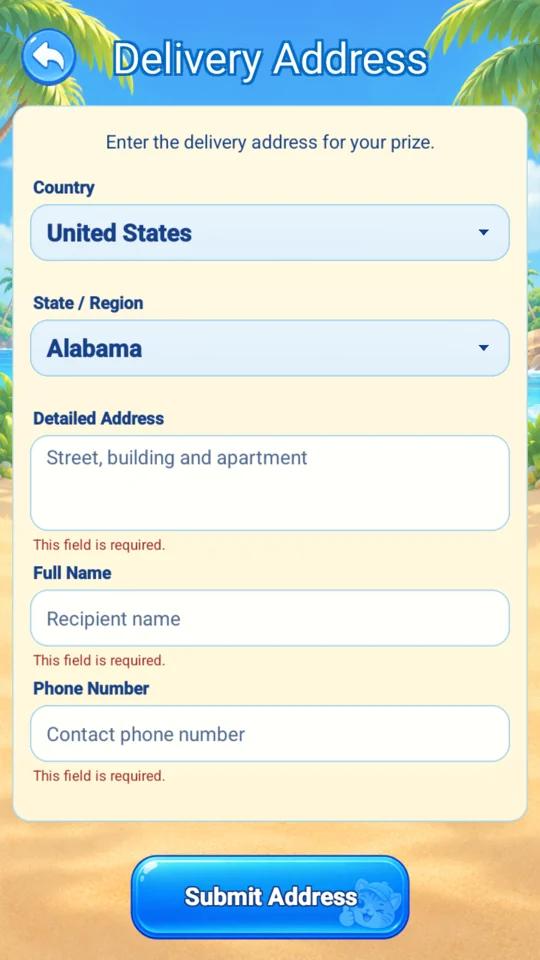 Delivery Address
Enter the delivery address for your prize.
Country
United States
State / Region
Alabama
Detailed Address
Street, building and apartment
This field is required.
Full Name
Recipient name
This field is required.
Phone Number
Contact phone number
This field is required.
Submit Address